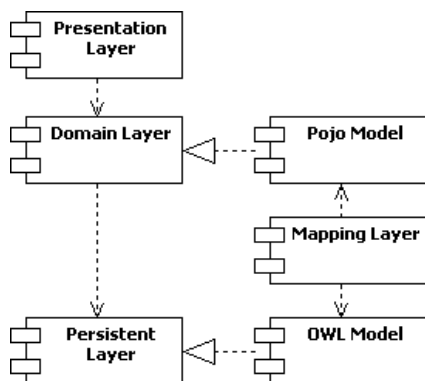 Presentation
Layer
Domain Layer
Pojo Model
Mapping Layer
Persistent
Layer
OWL Model